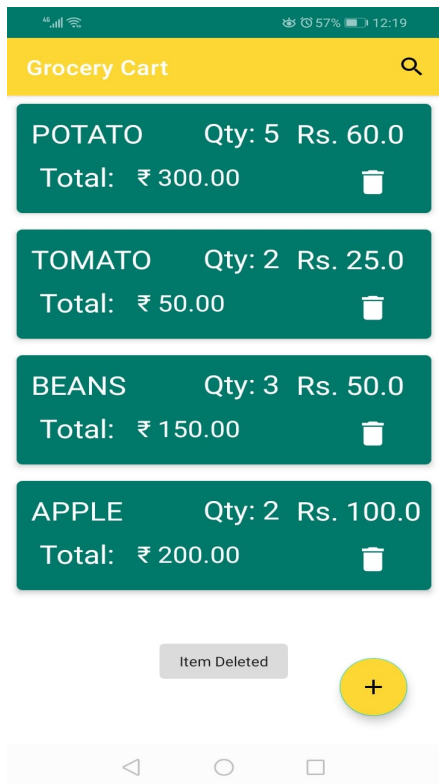 4G 57% 12:19
Grocery Cart
POTATO Qty: 5 Rs. 60.0
Total: ₹ 300.00
TOMATO Qty: 2 Rs. 25.0
Total: ₹ 50.00
BEANS Qty: 3 Rs. 50.0
Total: ₹ 150.00
APPLE Qty: 2 Rs. 100.0
Total: ₹ 200.00
Item Deleted
+